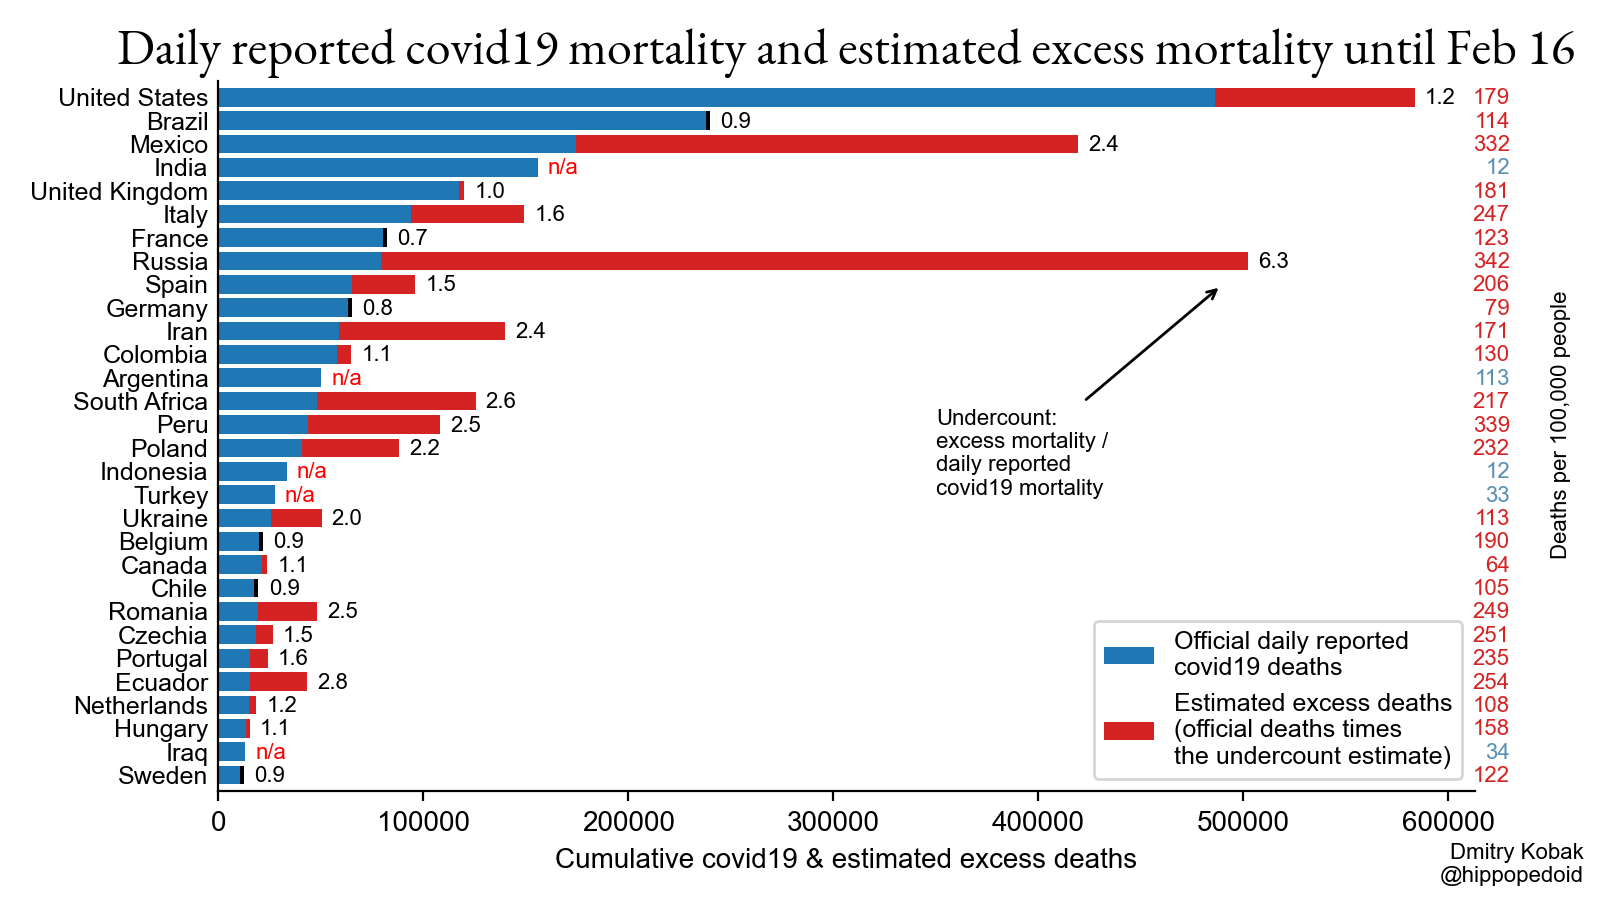 Daily reported covid19 mortality and estimated excess mortality until Feb 16
United States 1.2 179
Brazil 0.9 114
Mexico 2.4 332
India n/a 12
United Kingdom 1.0 181
Italy 1.6 247
France 0.7 123
Russia 6.3 342
Spain 1.5 206
Germany 0.8 79
Iran 2.4 171
Colombia 1.1 130
Argentina n/a 113
South Africa 2.6 217
Peru 2.5 339
Poland 2.2 232
Indonesia n/a 12
Turkey n/a 33
Ukraine 2.0 113
Belgium 0.9 190
Canada 1.1 64
Chile 0.9 105
Romania 2.5 249
Czechia 1.5 251
Portugal 1.6 235
Ecuador 2.8 254
Netherlands 1.2 108
Hungary 1.1 158
Iraq n/a 34
Sweden 0.9 122
Undercount:
excess mortality /
daily reported
covid19 mortality
Deaths per 100,000 people
Official daily reported
covid19 deaths
Estimated excess deaths
(official deaths times
the undercount estimate)
0 100000 200000 300000 400000 500000 600000
Cumulative covid19 & estimated excess deaths
Dmitry Kobak
@hippopedoid